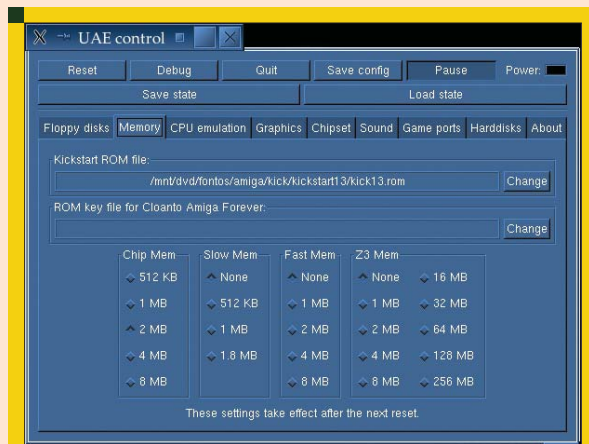 UAE control
Reset Debug Quit Save config Pause Power:
Save state Load state
Floppy disks Memory CPU emulation Graphics Chipset Sound Game ports Harddisks About
Kickstart ROM file:
/mnt/dvd/fontos/amiga/kick/kickstart13/kick13.rom Change
ROM key file for Cloanto Amiga Forever:
Change
Chip Mem Slow Mem Fast Mem Z3 Mem
512 KB None None None 16 MB
1 MB 512 KB 1 MB 1 MB 32 MB
2 MB 1 MB 2 MB 2 MB 64 MB
4 MB 1.8 MB 4 MB 4 MB 128 MB
8 MB 8 MB 8 MB 256 MB
These settings take effect after the next reset.